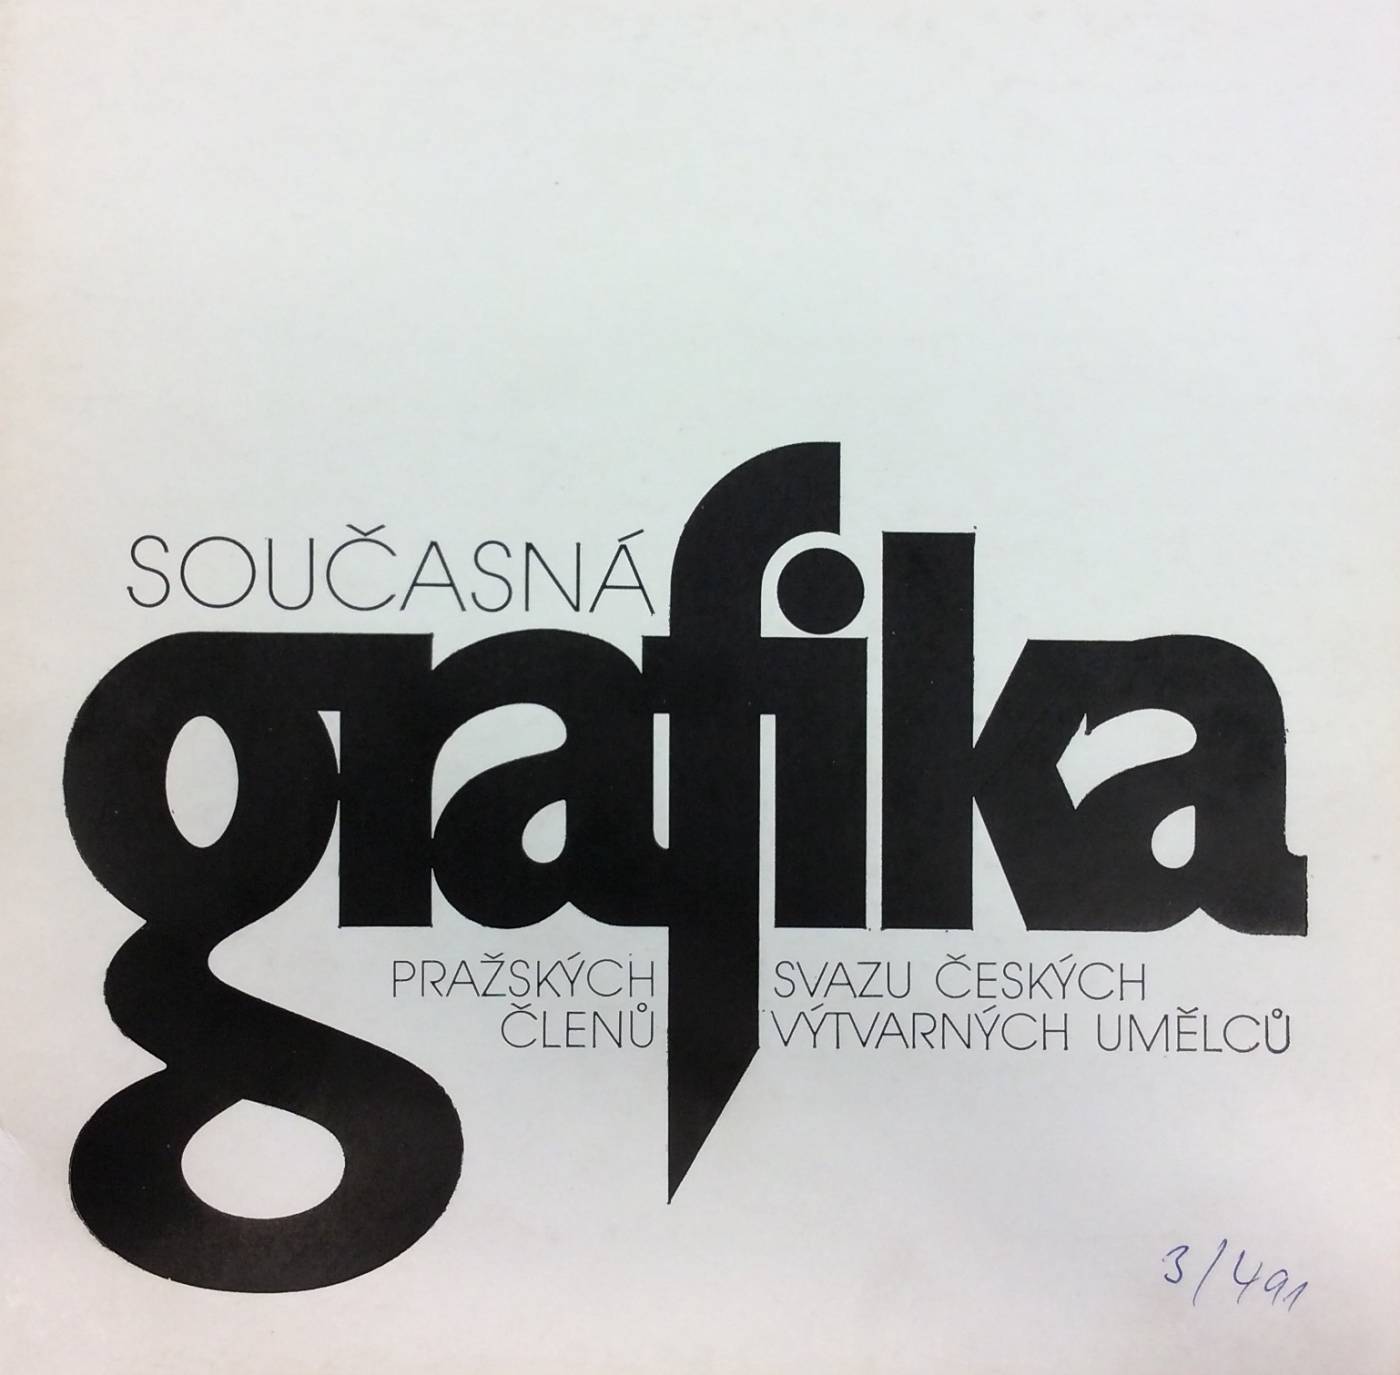 SOUČASNÁ
grafika
PRAŽSKÝCH SVAZU ČESKÝCH
ČLENŮ VÝTVARNÝCH UMĚLCŮ
3/491